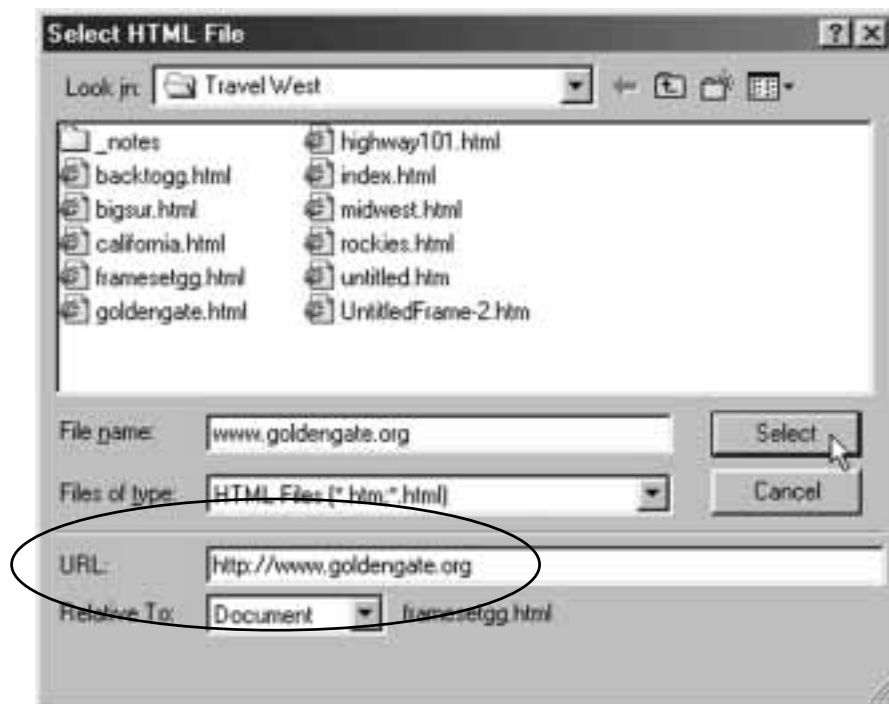 Select HTML File
Look in: Travel West
_notes
backtogg.html
bigsur.html
california.html
framesetgg.html
goldengate.html
highway101.html
index.html
midwest.html
rockies.html
untitled.htm
UntitledFrame-2.htm
File name: www.goldengate.org Select
Files of type: HTML Files (*.htm;*.html) Cancel
URL: http://www.goldengate.org
Relative To: Document framesetgg.html